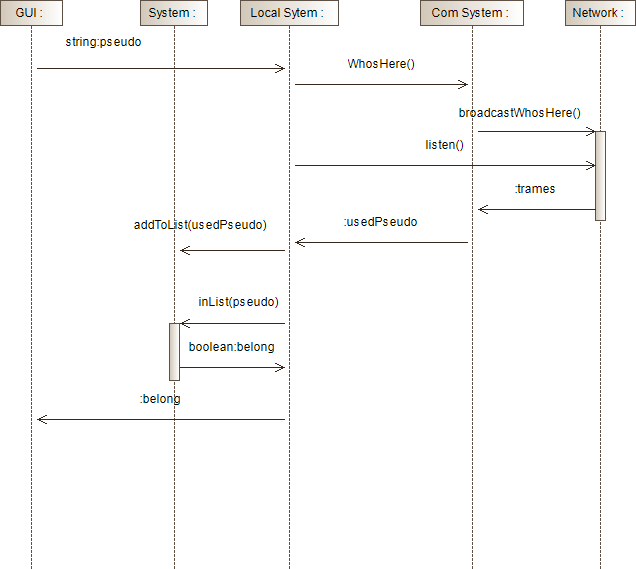 GUI :
System :
Local Sytem :
Com System :
Network :
string:pseudo
WhosHere()
broadcastWhosHere()
listen()
:trames
:usedPseudo
addToList(usedPseudo)
inList(pseudo)
boolean:belong
:belong